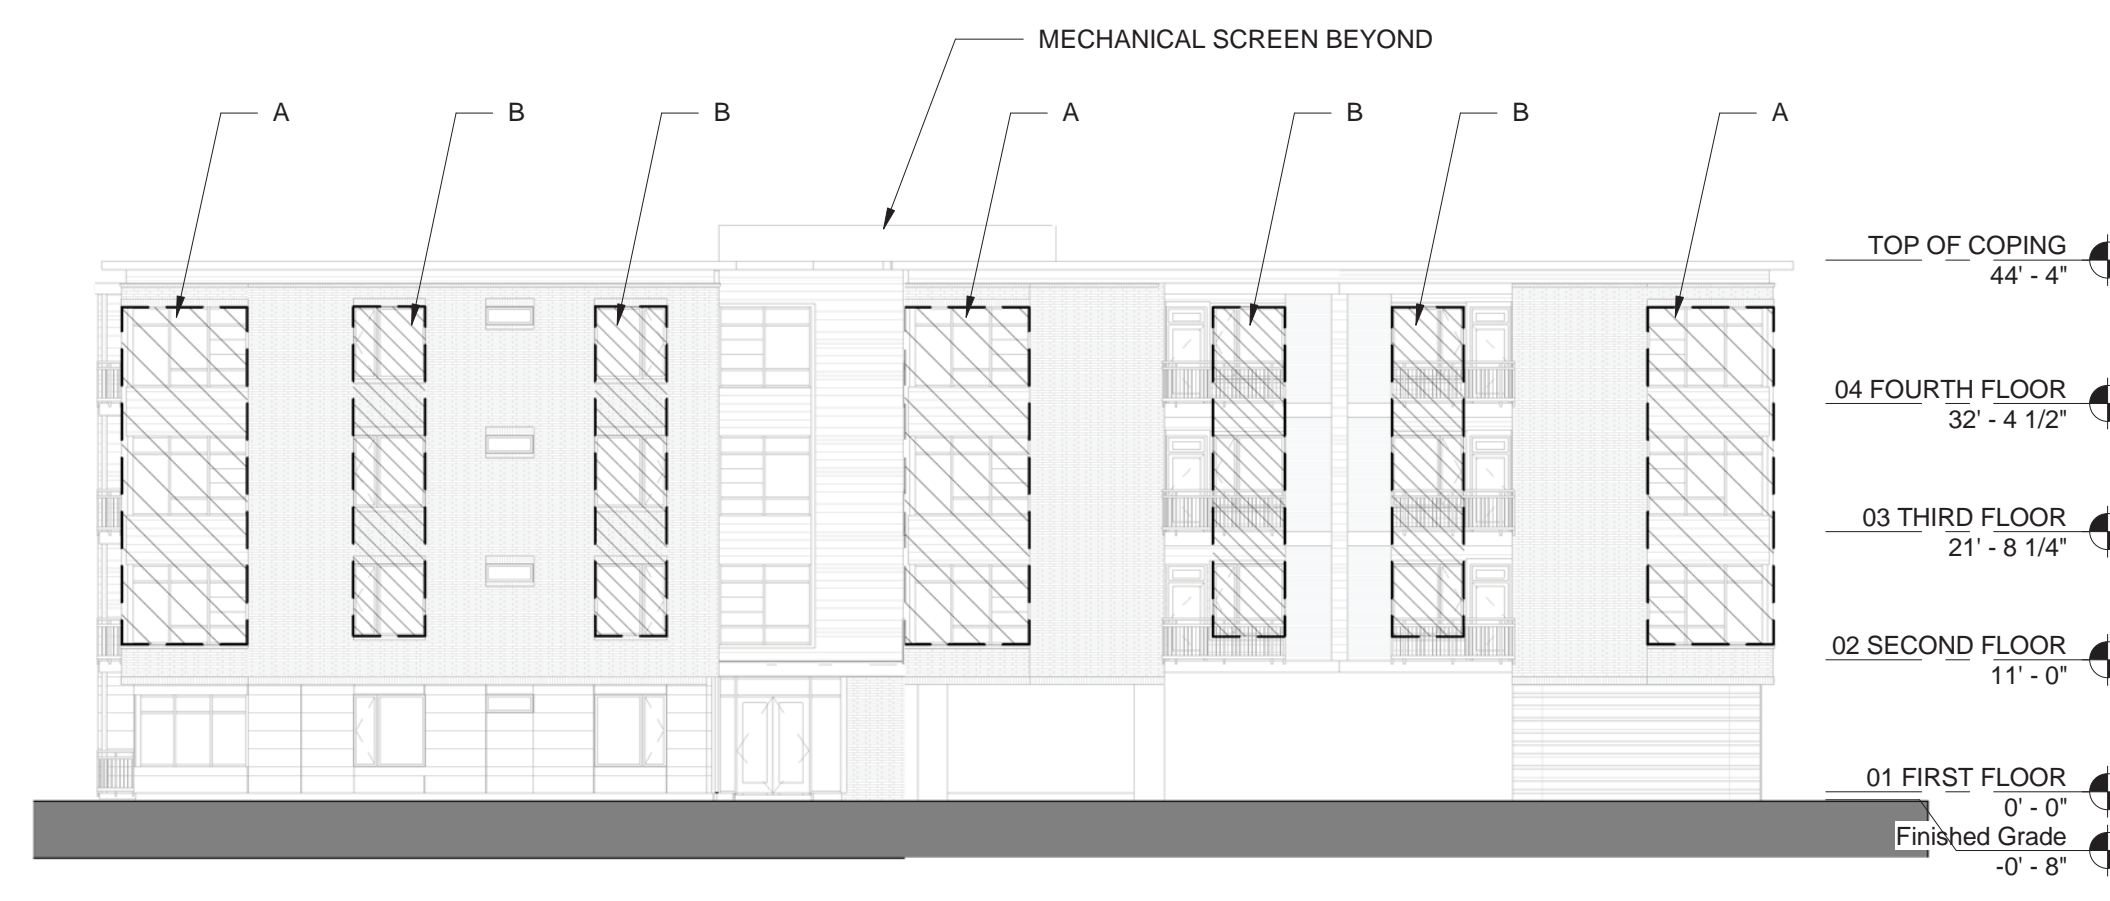 MECHANICAL SCREEN BEYOND
A
B
B
A
B
B
A
TOP OF COPING
44' - 4"
04 FOURTH FLOOR
32' - 4 1/2"
03 THIRD FLOOR
21' - 8 1/4"
02 SECOND FLOOR
11' - 0"
01 FIRST FLOOR
0' - 0"
Finished Grade
-0' - 8"